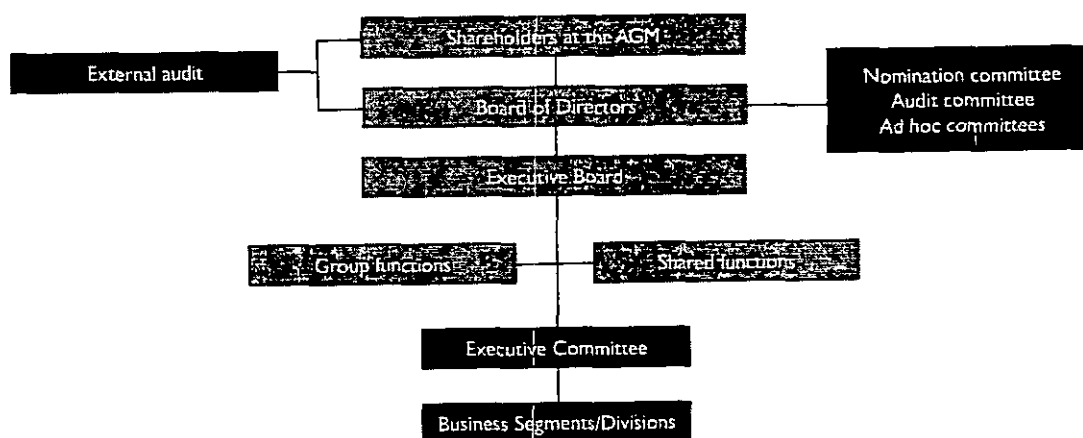 Shareholders at the AGM
External audit
Board of Directors
Nomination committee
Audit committee
Ad hoc committees
Executive Board
Group functions
Shared functions
Executive Committee
Business Segments/Divisions